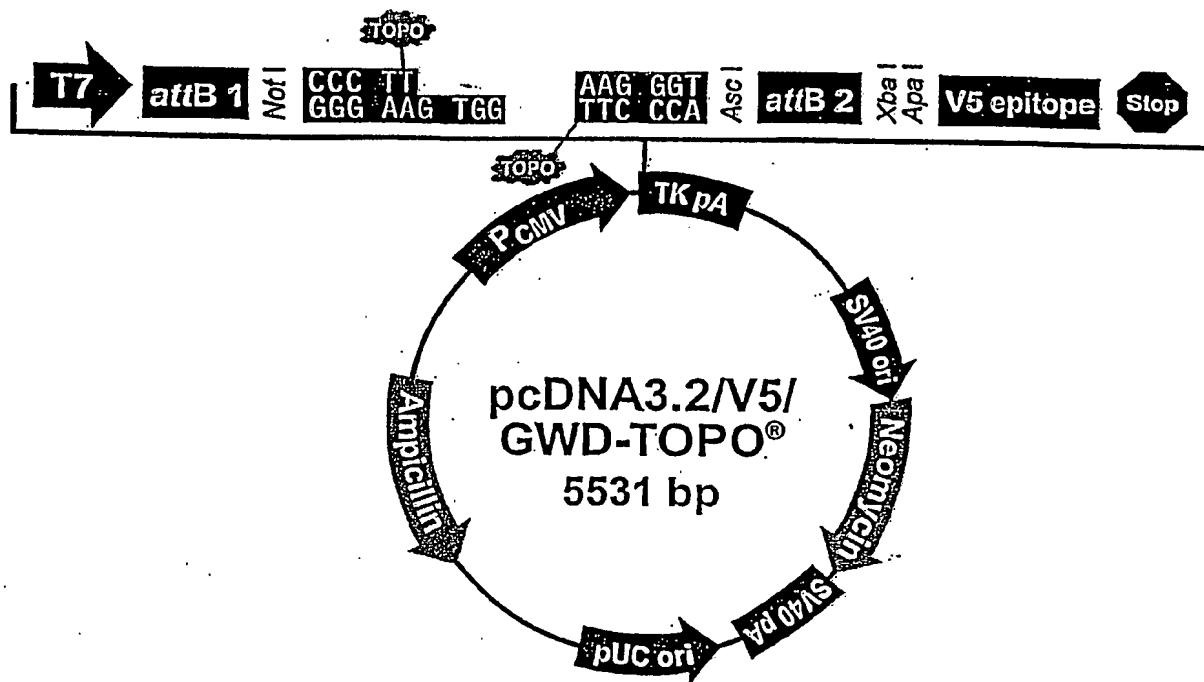 TOPO
T7
attB 1
Not I
CCC TT
GGG AAG TGG
AAG GGT
TTC CCA
Asc I
attB 2
Xba I
Apa I
V5 epitope
Stop
TOPO
PCMV
TK pA
SV40 ori
Neomycin
SV40 pA
pUC ori
Ampicillin
pcDNA3.2/V5/
GWD-TOPO®
5531 bp